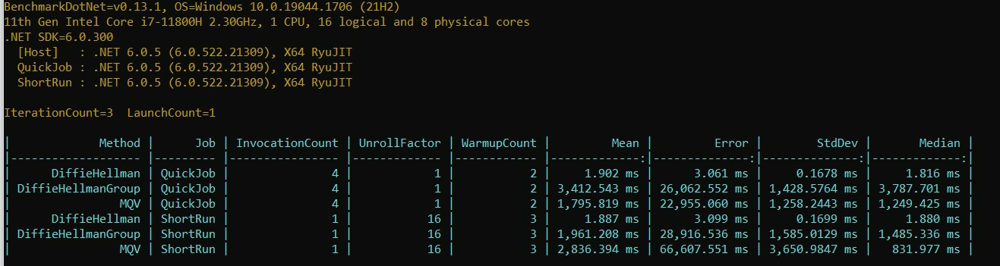 BenchmarkDotNet=v0.13.1, OS=Windows 10.0.19044.1706 (21H2)
11th Gen Intel Core i7-11800H 2.30GHz, 1 CPU, 16 logical and 8 physical cores
.NET SDK=6.0.300
  [Host]   : .NET 6.0.5 (6.0.522.21309), X64 RyuJIT
  QuickJob : .NET 6.0.5 (6.0.522.21309), X64 RyuJIT
  ShortRun : .NET 6.0.5 (6.0.522.21309), X64 RyuJIT
IterationCount=3  LaunchCount=1
|             Method |      Job | InvocationCount | UnrollFactor | WarmupCount |         Mean |         Error |       StdDev |       Median |
|------------------- |--------- |---------------- |------------- |------------ |-------------:|--------------:|-------------:|-------------:|
|      DiffieHellman | QuickJob |               4 |            1 |           2 |     1.902 ms |      3.061 ms |    0.1678 ms |     1.816 ms |
| DiffieHellmanGroup | QuickJob |               4 |            1 |           2 | 3,412.543 ms | 26,062.552 ms | 1,428.5764 ms | 3,787.701 ms |
|                MQV | QuickJob |               4 |            1 |           2 | 1,795.819 ms | 22,955.060 ms | 1,258.2443 ms | 1,249.425 ms |
|      DiffieHellman | ShortRun |               1 |           16 |           3 |     1.887 ms |      3.099 ms |    0.1699 ms |     1.880 ms |
| DiffieHellmanGroup | ShortRun |               1 |           16 |           3 | 1,961.208 ms | 28,916.536 ms | 1,585.0129 ms | 1,485.336 ms |
|                MQV | ShortRun |               1 |           16 |           3 | 2,836.394 ms | 66,607.551 ms | 3,650.9847 ms |   831.977 ms |